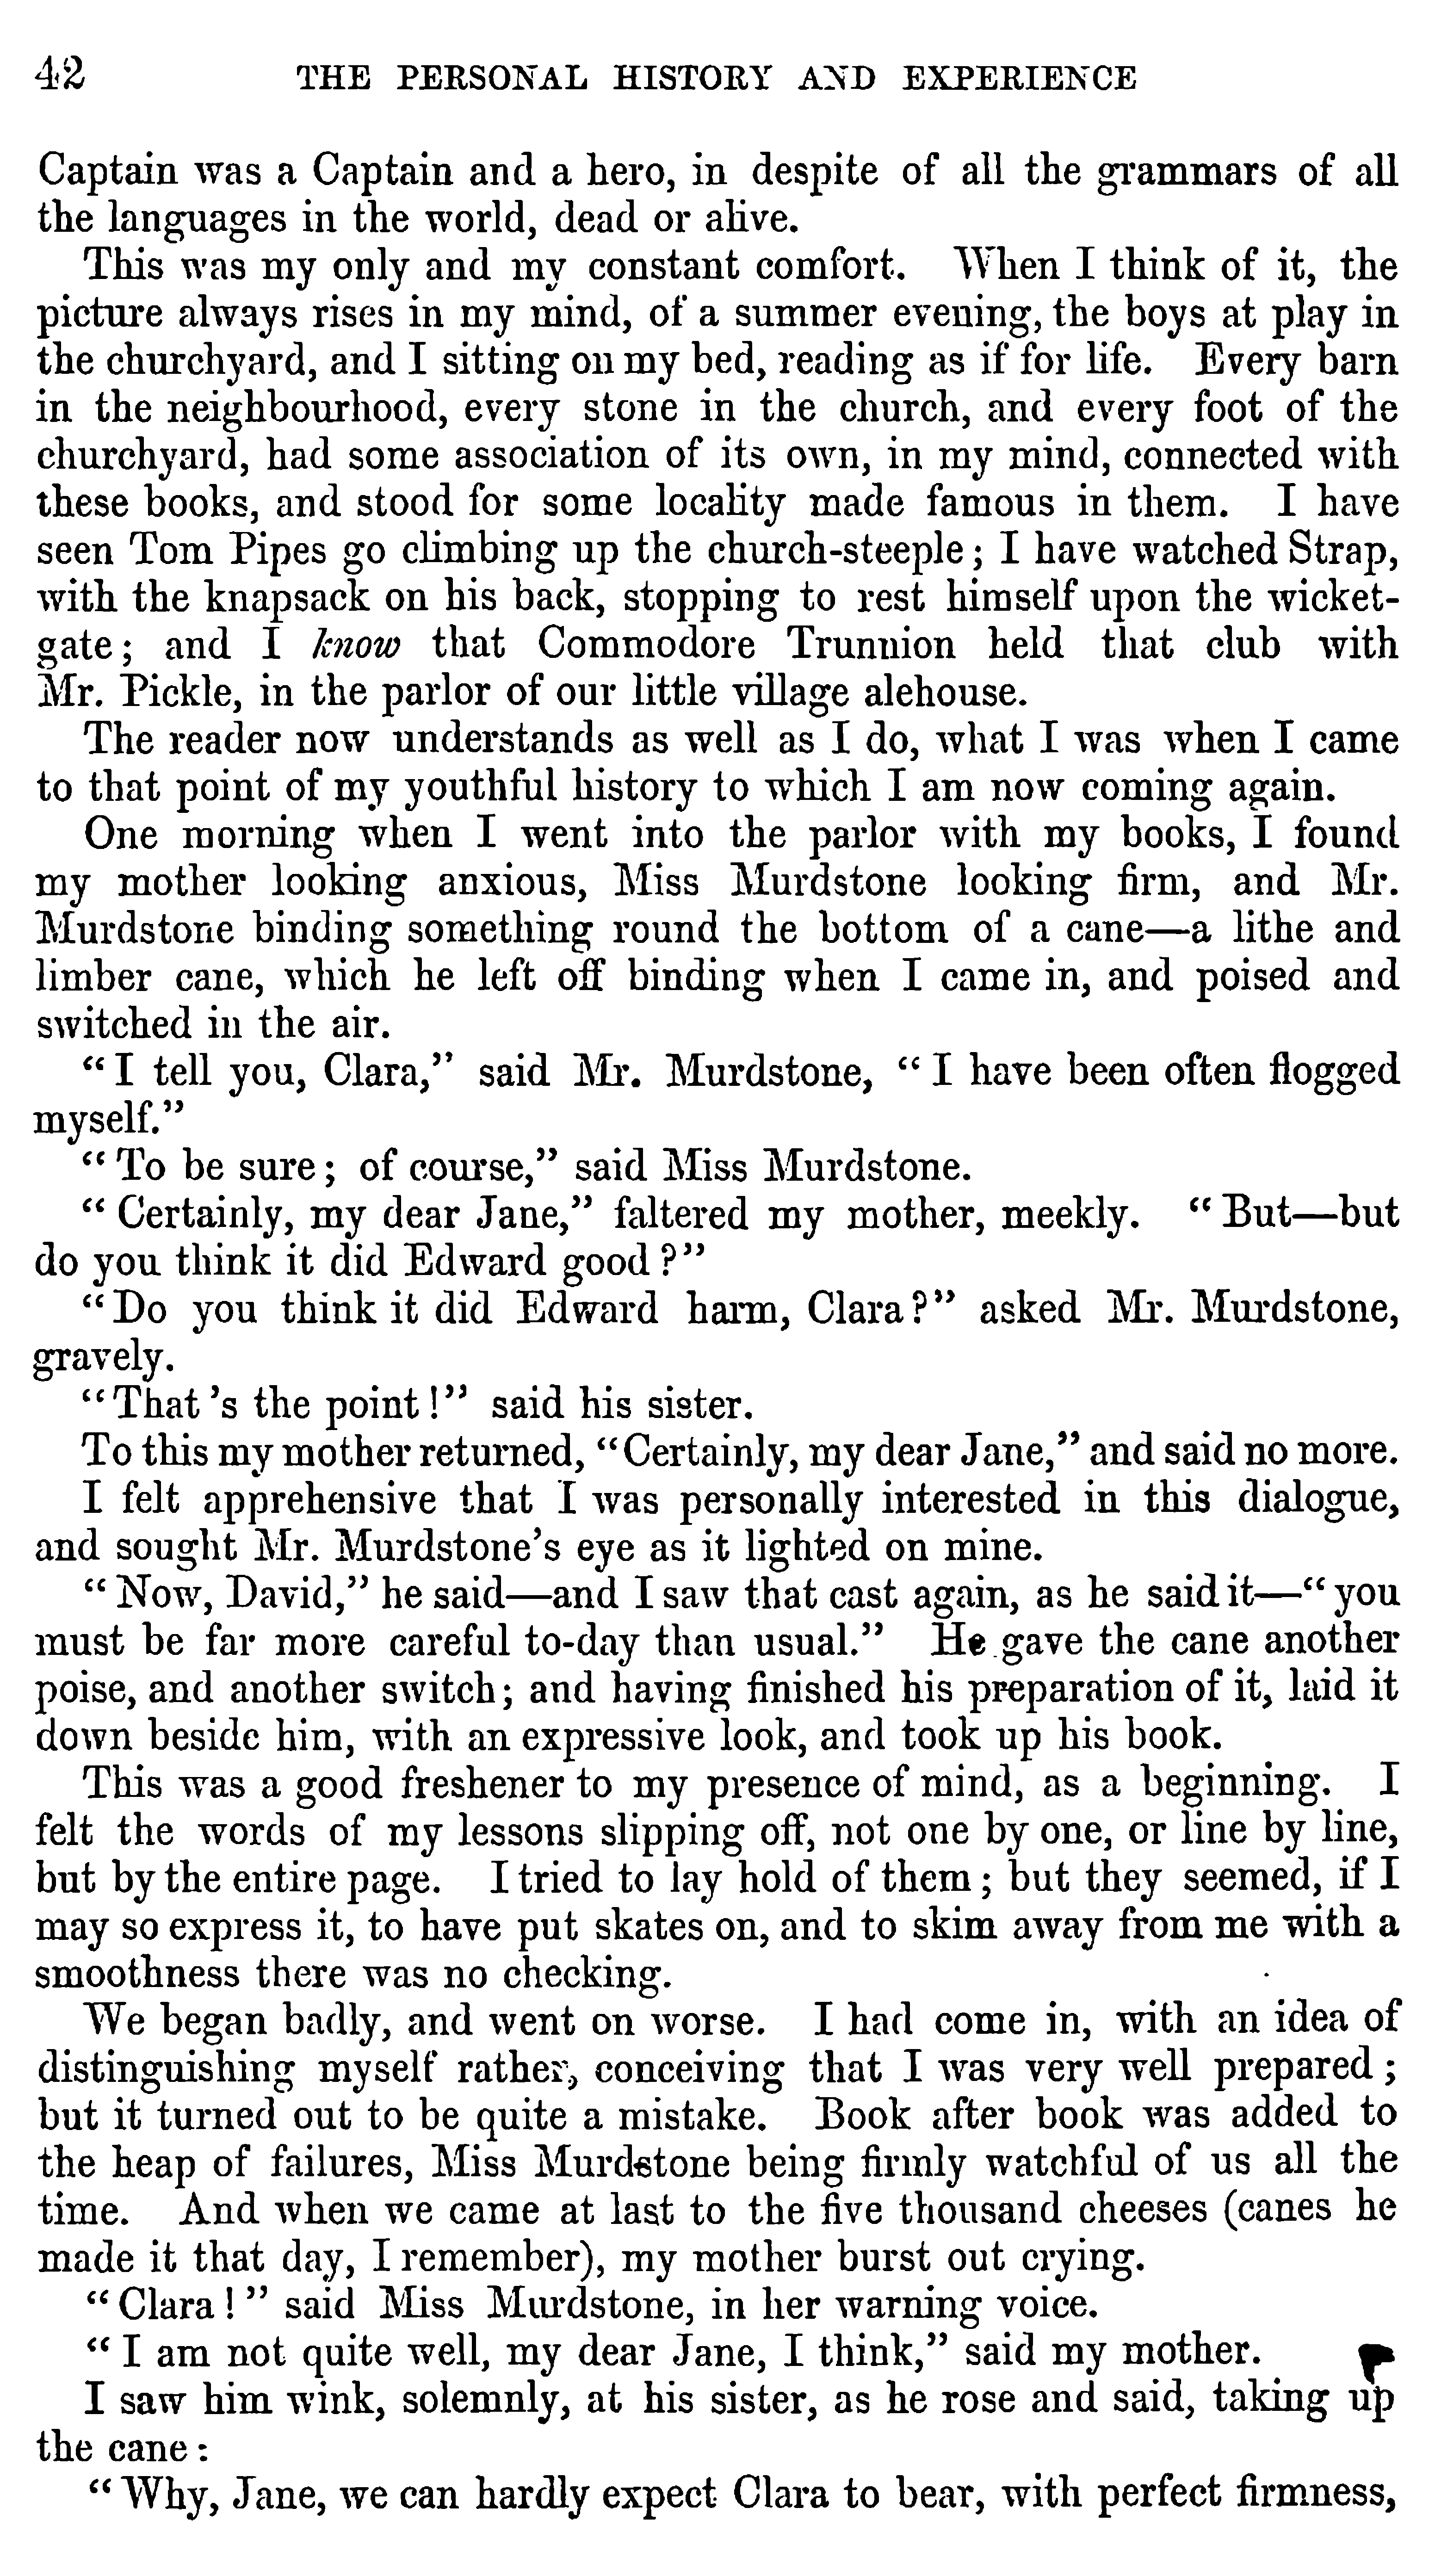 42 THE PERSONAL HISTORY AND EXPERIENCE
Captain was a Captain and a hero, in despite of all the grammars of all
the languages in the world, dead or alive.
This was my only and my constant comfort. When I think of it, the
picture always rises in my mind, of a summer evening, the boys at play in
the churchyard, and I sitting on my bed, reading as if for life. Every barn
in the neighbourhood, every stone in the church, and every foot of the
churchyard, had some association of its own, in my mind, connected with
these books, and stood for some locality made famous in them. I have
seen Tom Pipes go climbing up the church-steeple; I have watched Strap,
with the knapsack on his back, stopping to rest himself upon the wicket-
gate; and I know that Commodore Trunnion held that club with
Mr. Pickle, in the parlor of our little village alehouse.
The reader now understands as well as I do, what I was when I came
to that point of my youthful history to which I am now coming again.
One morning when I went into the parlor with my books, I found
my mother looking anxious, Miss Murdstone looking firm, and Mr.
Murdstone binding something round the bottom of a cane—a lithe and
limber cane, which he left off binding when I came in, and poised and
switched in the air.
"I tell you, Clara," said Mr. Murdstone, "I have been often flogged
myself."
"To be sure; of course," said Miss Murdstone.
"Certainly, my dear Jane," faltered my mother, meekly. "But—but
do you think it did Edward good?"
"Do you think it did Edward harm, Clara?" asked Mr. Murdstone,
gravely.
"That's the point!" said his sister.
To this my mother returned, "Certainly, my dear Jane," and said no more.
I felt apprehensive that I was personally interested in this dialogue,
and sought Mr. Murdstone's eye as it lighted on mine.
"Now, David," he said—and I saw that cast again, as he said it—"you
must be far more careful to-day than usual." He gave the cane another
poise, and another switch; and having finished his preparation of it, laid it
down beside him, with an expressive look, and took up his book.
This was a good freshener to my presence of mind, as a beginning. I
felt the words of my lessons slipping off, not one by one, or line by line,
but by the entire page. I tried to lay hold of them; but they seemed, if I
may so express it, to have put skates on, and to skim away from me with a
smoothness there was no checking.
We began badly, and went on worse. I had come in, with an idea of
distinguishing myself rather, conceiving that I was very well prepared;
but it turned out to be quite a mistake. Book after book was added to
the heap of failures, Miss Murdstone being firmly watchful of us all the
time. And when we came at last to the five thousand cheeses (canes he
made it that day, I remember), my mother burst out crying.
"Clara!" said Miss Murdstone, in her warning voice.
"I am not quite well, my dear Jane, I think," said my mother.
I saw him wink, solemnly, at his sister, as he rose and said, taking up
the cane:
"Why, Jane, we can hardly expect Clara to bear, with perfect firmness,